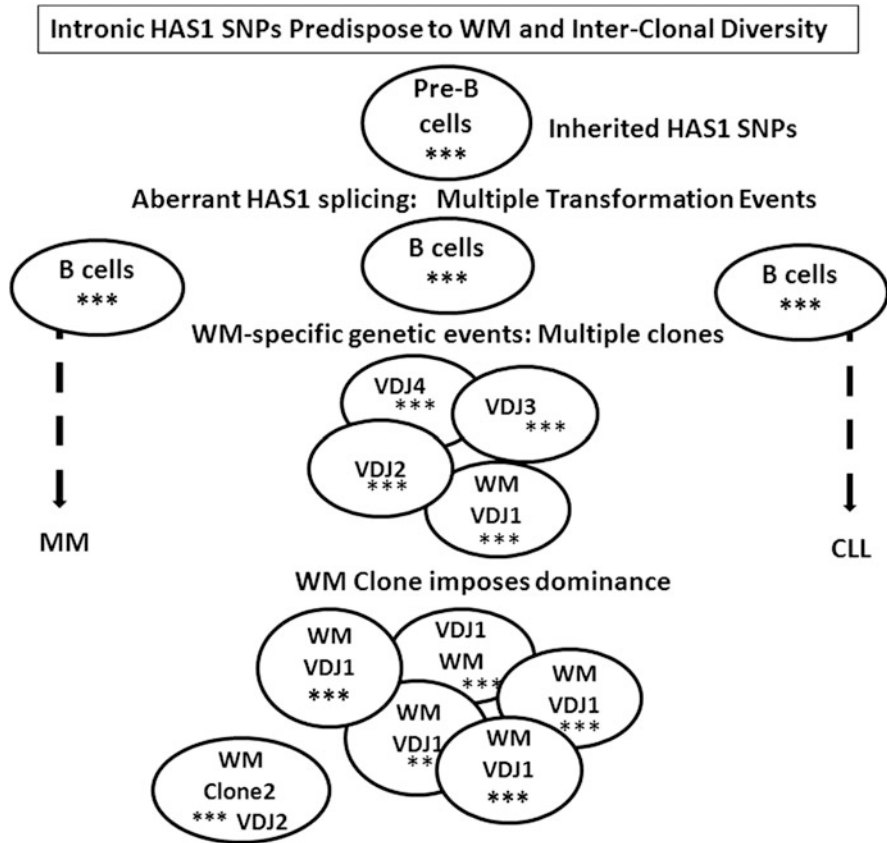 Intronic HAS1 SNPs Predispose to WM and Inter-Clonal Diversity
Pre-B
cells
***
Inherited HAS1 SNPs
Aberrant HAS1 splicing: Multiple Transformation Events
B cells
***
B cells
***
B cells
***
WM-specific genetic events: Multiple clones
VDJ4
***
VDJ3
***
VDJ2
***
WM
VDJ1
***
MM
CLL
WM Clone imposes dominance
WM
VDJ1
***
VDJ1
WM
***
WM
VDJ1
***
WM
VDJ1
**
WM
VDJ1
***
WM
Clone2
*** VDJ2